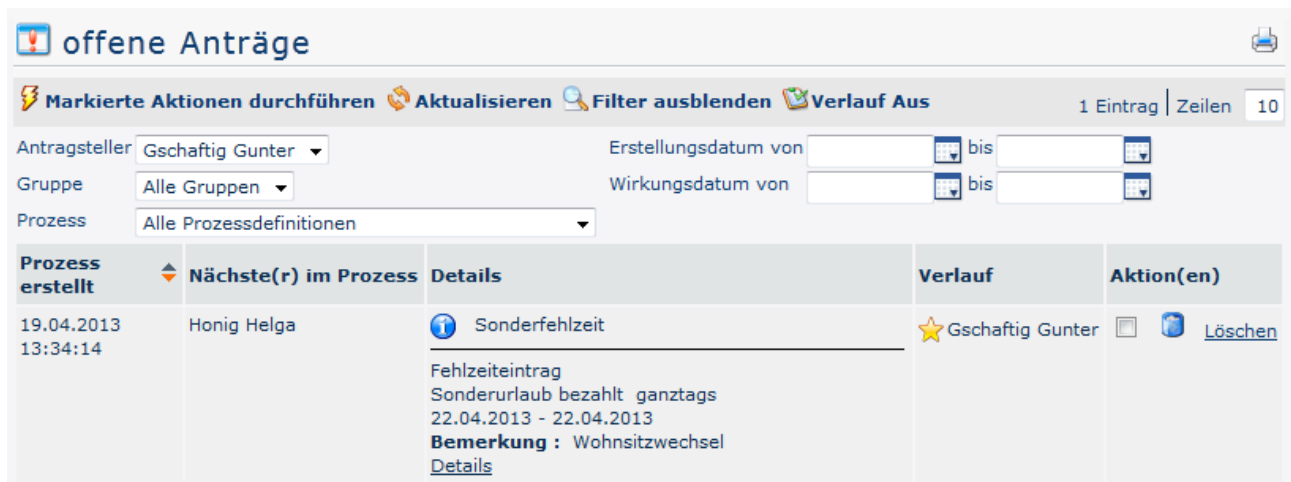 offene Anträge
Markierte Aktionen durchführen Aktualisieren Filter ausblenden Verlauf Aus 1 Eintrag Zeilen 10
Antragsteller Gschaftig Gunter Erstellungsdatum von bis
Gruppe Alle Gruppen Wirkungsdatum von bis
Prozess Alle Prozessdefinitionen
Prozess erstellt Nächste(r) im Prozess Details Verlauf Aktion(en)
19.04.2013 Honig Helga Sonderfehlzeit Gschaftig Gunter Löschen
13:34:14
Fehlzeiteintrag
Sonderurlaub bezahlt ganztags
22.04.2013 - 22.04.2013
Bemerkung : Wohnsitzwechsel
Details